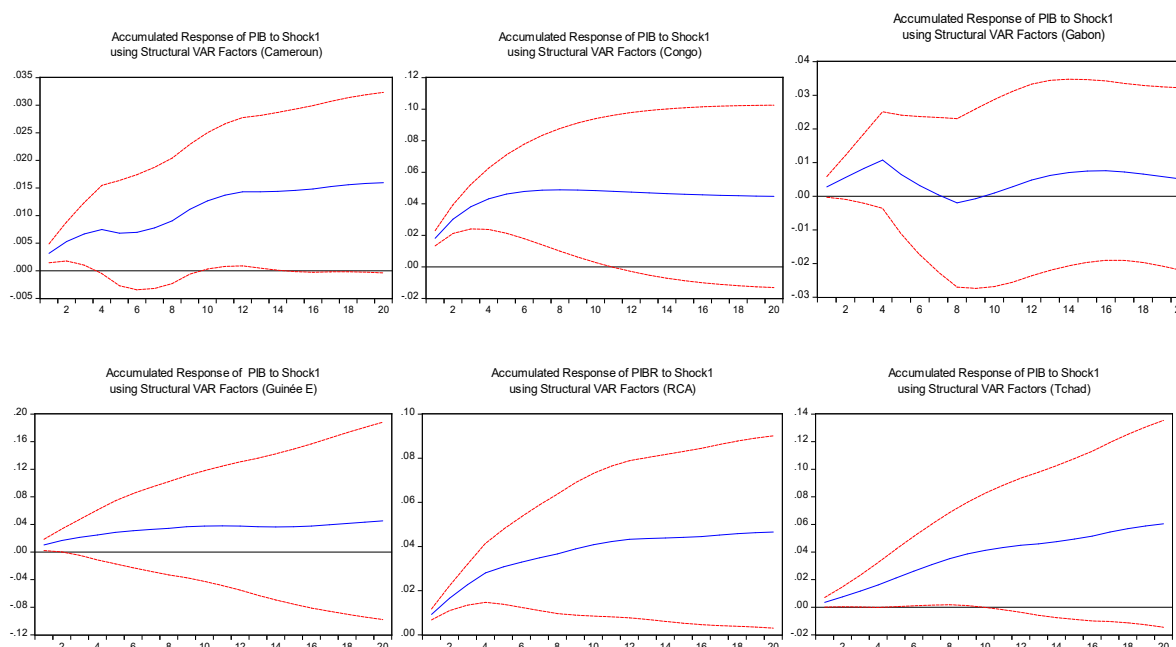 Accumulated Response of PIB to Shock1
using Structural VAR Factors (Cameroun)
.035
.030
.025
.020
.015
.010
.005
.000
-.005
2 4 6 8 10 12 14 16 18 20
Accumulated Response of PIB to Shock1
using Structural VAR Factors (Congo)
.12
.10
.08
.06
.04
.02
.00
-.02
2 4 6 8 10 12 14 16 18 20
Accumulated Response of PIB to Shock1
using Structural VAR Factors (Gabon)
.04
.03
.02
.01
.00
-.01
-.02
-.03
2 4 6 8 10 12 14 16 18 20
Accumulated Response of PIB to Shock1
using Structural VAR Factors (Guinée E)
.20
.16
.12
.08
.04
.00
-.04
-.08
-.12
2 4 6 8 10 12 14 16 18 20
Accumulated Response of PIBR to Shock1
using Structural VAR Factors (RCA)
.10
.08
.06
.04
.02
.00
2 4 6 8 10 12 14 16 18 20
Accumulated Response of PIB to Shock1
using Structural VAR Factors (Tchad)
.14
.12
.10
.08
.06
.04
.02
.00
-.02
2 4 6 8 10 12 14 16 18 20